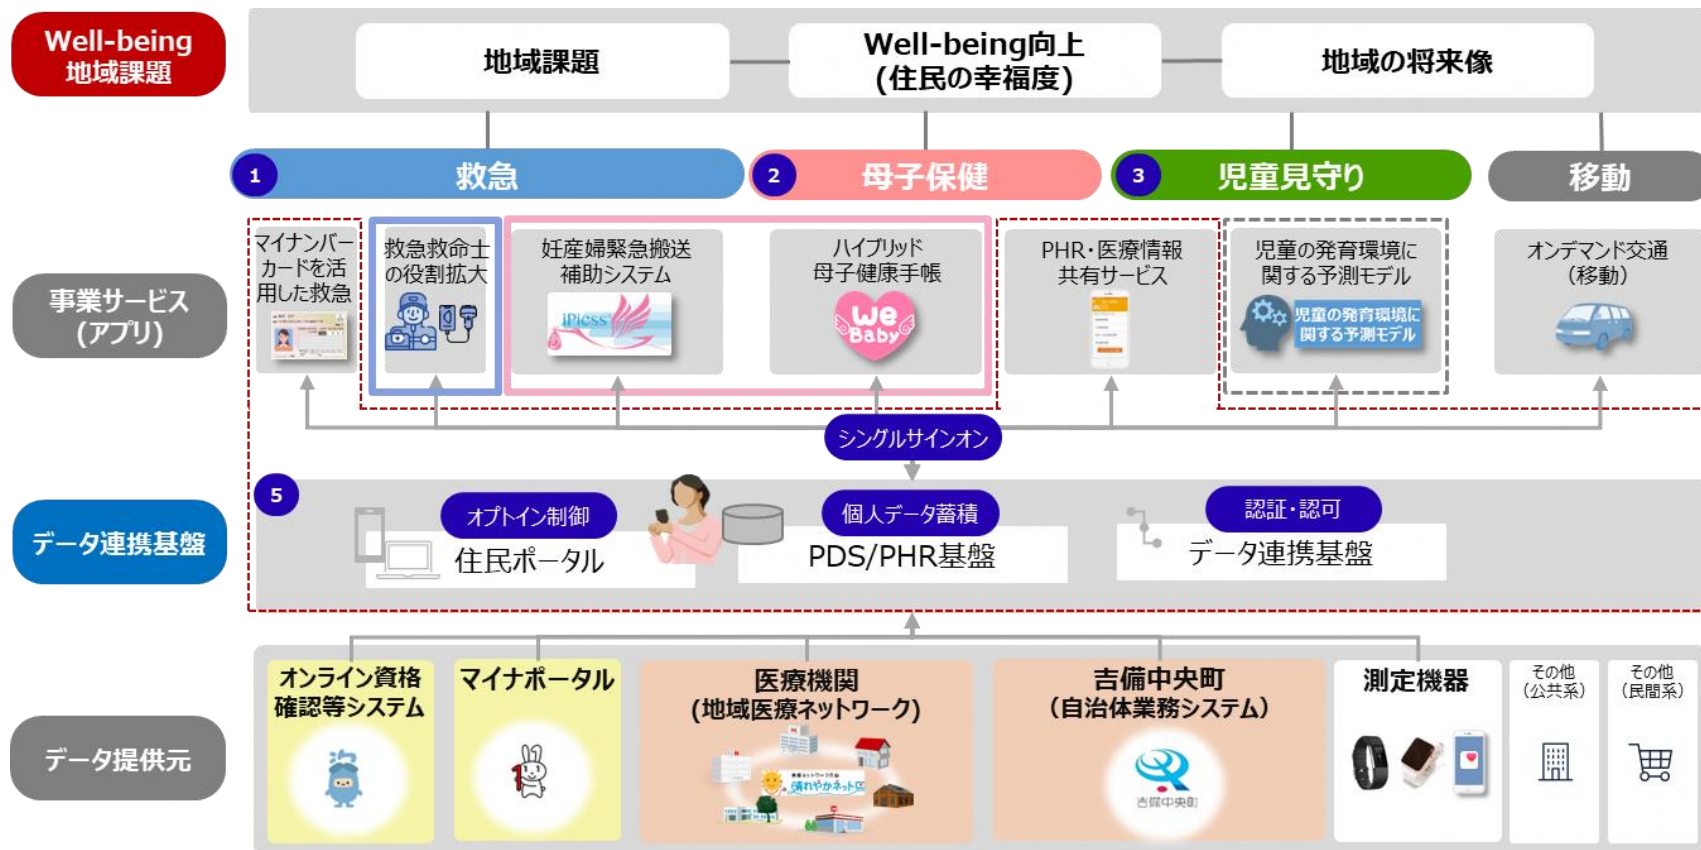 Well-being
地域課題
地域課題
Well-being向上
(住民の幸福度)
地域の将来像
1
救急
2
母子保健
3
児童見守り
移動
事業サービス
(アプリ)
マイナンバー
カードを活
用した救急
救急救命士
の役割拡大
妊産婦緊急搬送
補助システム
iPicss
ハイブリッド
母子健康手帳
we
Baby
PHR・医療情報
共有サービス
児童の発育環境に
関する予測モデル
児童の発育環境に
関する予測モデル
オンデマンド交通
(移動)
シングルサインオン
データ連携基盤
5
オプトイン制御
住民ポータル
個人データ蓄積
PDS/PHR基盤
認証・認可
データ連携基盤
データ提供元
オンライン資格
確認等システム
マイナポータル
医療機関
(地域医療ネットワーク)
晴れやかネット
吉備中央町
(自治体業務システム)
吉備中央町
測定機器
その他
(公共系)
その他
(民間系)